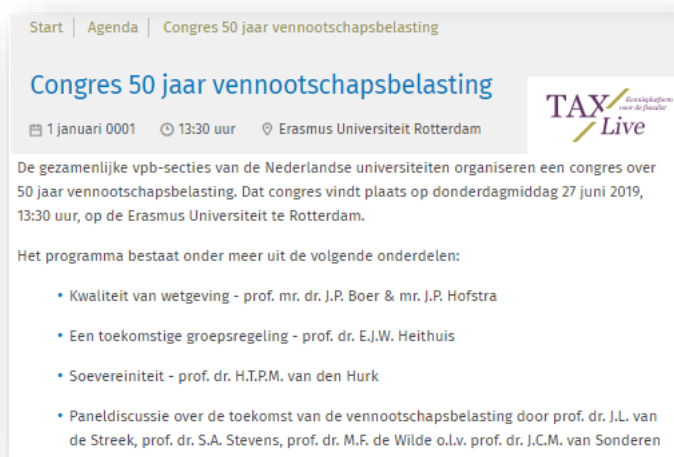 Start | Agenda | Congres 50 jaar vennootschapsbelasting
Congres 50 jaar vennootschapsbelasting
1 januari 0001 13:30 uur Erasmus Universiteit Rotterdam
TAX Kennisplatform
voor de fiscalist
Live
De gezamenlijke vpb-secties van de Nederlandse universiteiten organiseren een congres over
50 jaar vennootschapsbelasting. Dat congres vindt plaats op donderdagmiddag 27 juni 2019,
13:30 uur, op de Erasmus Universiteit te Rotterdam.
Het programma bestaat onder meer uit de volgende onderdelen:
• Kwaliteit van wetgeving - prof. mr. dr. J.P. Boer & mr. J.P. Hofstra
• Een toekomstige groepsregeling - prof. dr. E.J.W. Heithuis
• Soevereiniteit - prof. dr. H.T.P.M. van den Hurk
• Paneldiscussie over de toekomst van de vennootschapsbelasting door prof. dr. J.L. van
de Streek, prof. dr. S.A. Stevens, prof. dr. M.F. de Wilde o.l.v. prof. dr. J.C.M. van Sonderen